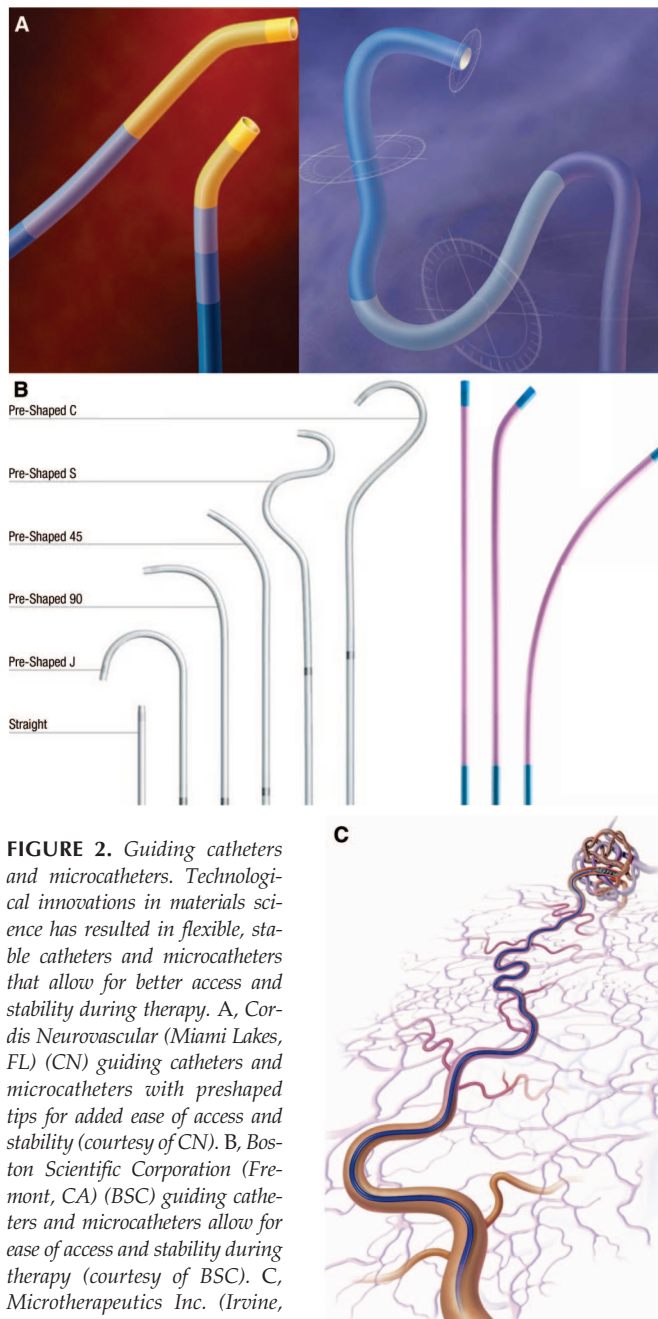 A
B
Pre-Shaped C
Pre-Shaped S
Pre-Shaped 45
Pre-Shaped 90
Pre-Shaped J
Straight
FIGURE 2. Guiding catheters
and microcatheters. Technologi-
cal innovations in materials sci-
ence has resulted in flexible, sta-
ble catheters and microcatheters
that allow for better access and
stability during therapy. A, Cor-
dis Neurovascular (Miami Lakes,
FL) (CN) guiding catheters and
microcatheters with preshaped
tips for added ease of access and
stability (courtesy of CN). B, Bos-
ton Scientific Corporation (Fre-
mont, CA) (BSC) guiding cathe-
ters and microcatheters allow for
ease of access and stability during
therapy (courtesy of BSC). C,
Microtherapeutics Inc. (Irvine,
C